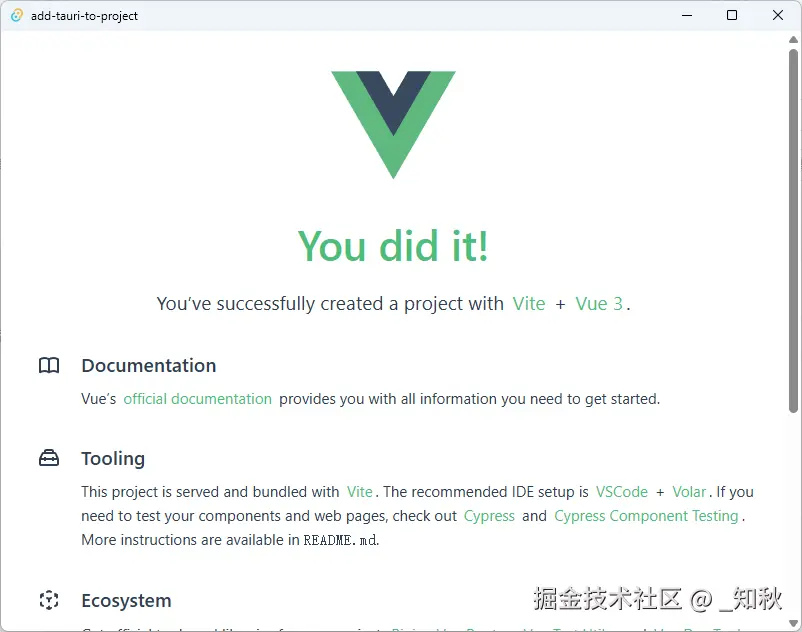 add-tauri-to-project
You did it!
You’ve successfully created a project with Vite + Vue 3.
Documentation
Vue’s official documentation provides you with all information you need to get started.
Tooling
This project is served and bundled with Vite. The recommended IDE setup is VSCode + Volar. If you
need to test your components and web pages, check out Cypress and Cypress Component Testing.
More instructions are available in README.md.
Ecosystem
掘金技术社区 @ _知秋